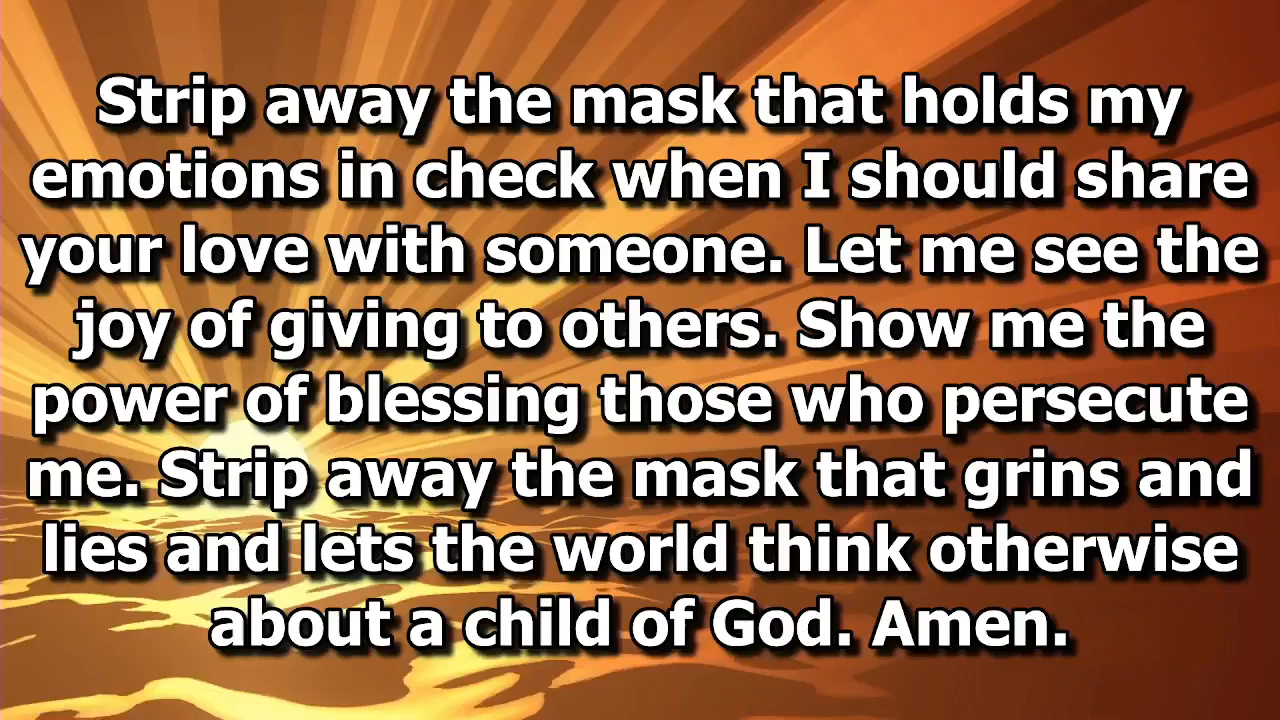 Strip away the mask that holds my
emotions in check when I should share
your love with someone. Let me see the
joy of giving to others. Show me the
power of blessing those who persecute
me. Strip away the mask that grins and
lies and lets the world think otherwise
about a child of God. Amen.